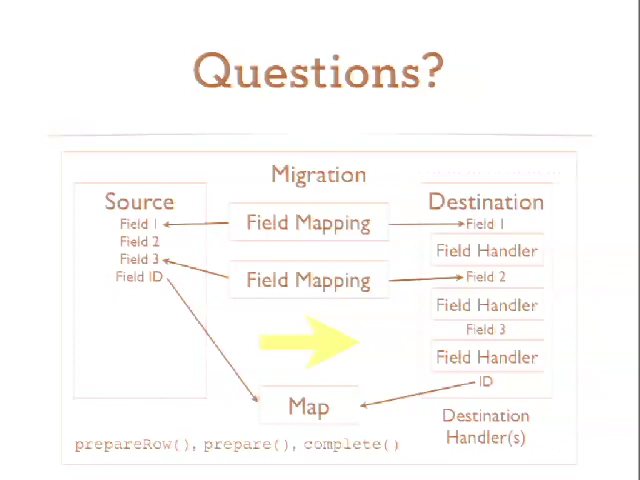 Questions?
Migration
Source
Field 1
Field 2
Field 3
Field ID
Field Mapping
Field Mapping
Destination
Field 1
Field Handler
Field 2
Field Handler
Field 3
Field Handler
ID
Map
Destination
Handler(s)
prepareRow(), prepare(), complete()